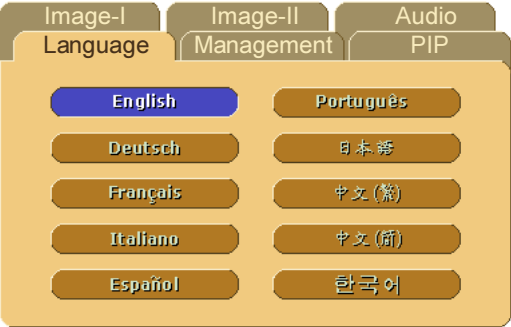 Image-I Image-II Audio
Language Management PIP
English Português
Deutsch 日本語
Français 中文(繁)
Italiano 中文(简)
Español 한국어